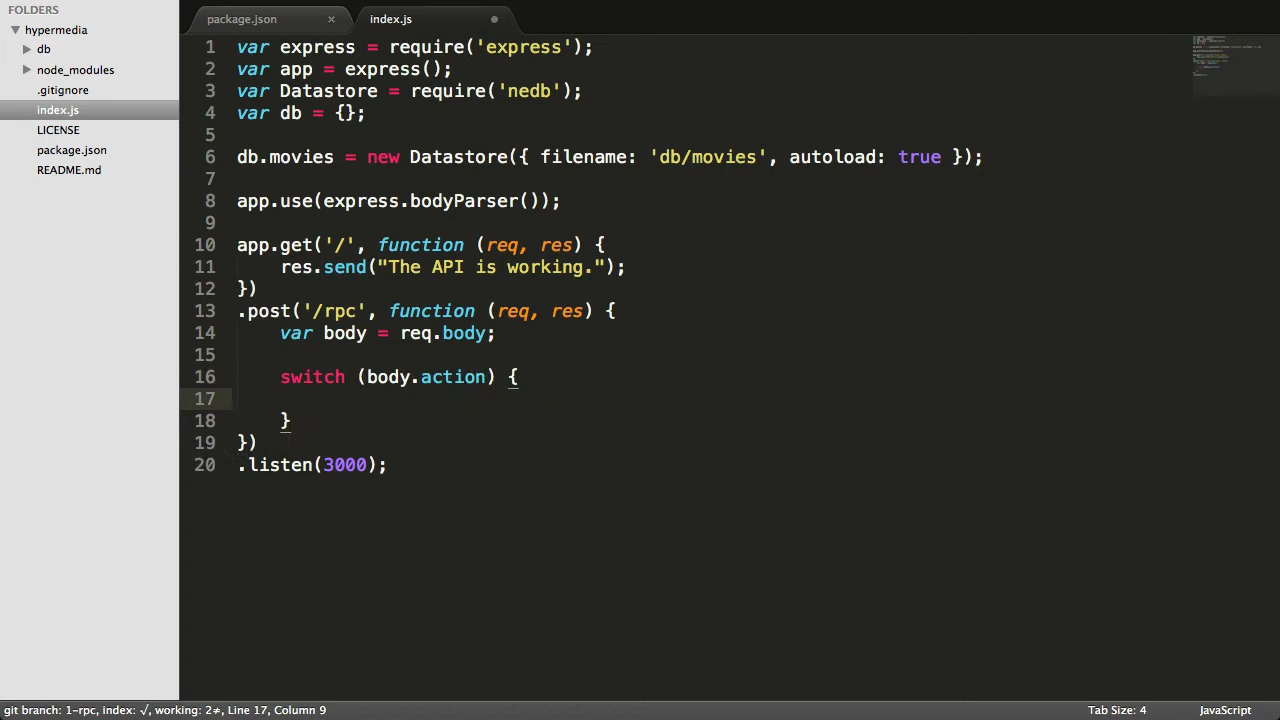 FOLDERS
hypermedia
db
node_modules
.gitignore
index.js
LICENSE
package.json
README.md
package.json × index.js
1 var express = require('express');
2 var app = express();
3 var Datastore = require('nedb');
4 var db = {};
5
6 db.movies = new Datastore({ filename: 'db/movies', autoload: true });
7
8 app.use(express.bodyParser());
9
10 app.get('/', function (req, res) {
11 res.send("The API is working.");
12 })
13 .post('/rpc', function (req, res) {
14 var body = req.body;
15
16 switch (body.action) {
17
18 }
19 })
20 .listen(3000);
git branch: 1-rpc, index: √, working: 2≠, Line 17, Column 9 Tab Size: 4 JavaScript